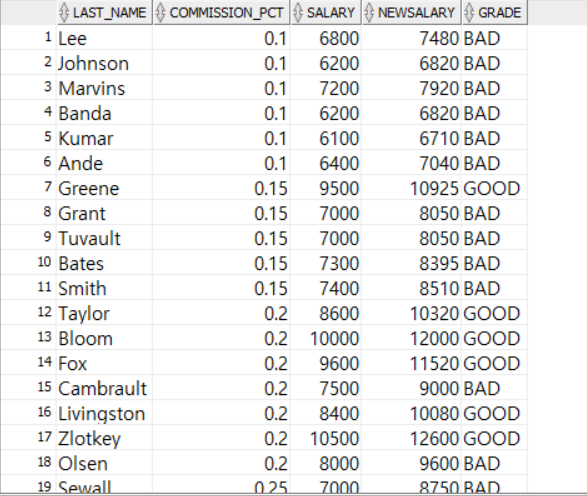 LAST_NAME COMMISSION_PCT SALARY NEWSALARY GRADE
1 Lee 0.1 6800 7480 BAD
2 Johnson 0.1 6200 6820 BAD
3 Marvins 0.1 7200 7920 BAD
4 Banda 0.1 6200 6820 BAD
5 Kumar 0.1 6100 6710 BAD
6 Ande 0.1 6400 7040 BAD
7 Greene 0.15 9500 10925 GOOD
8 Grant 0.15 7000 8050 BAD
9 Tuvault 0.15 7000 8050 BAD
10 Bates 0.15 7300 8395 BAD
11 Smith 0.15 7400 8510 BAD
12 Taylor 0.2 8600 10320 GOOD
13 Bloom 0.2 10000 12000 GOOD
14 Fox 0.2 9600 11520 GOOD
15 Cambrault 0.2 7500 9000 BAD
16 Livingston 0.2 8400 10080 GOOD
17 Zlotkey 0.2 10500 12600 GOOD
18 Olsen 0.2 8000 9600 BAD
19 Sewall 0.25 7000 8750 BAD